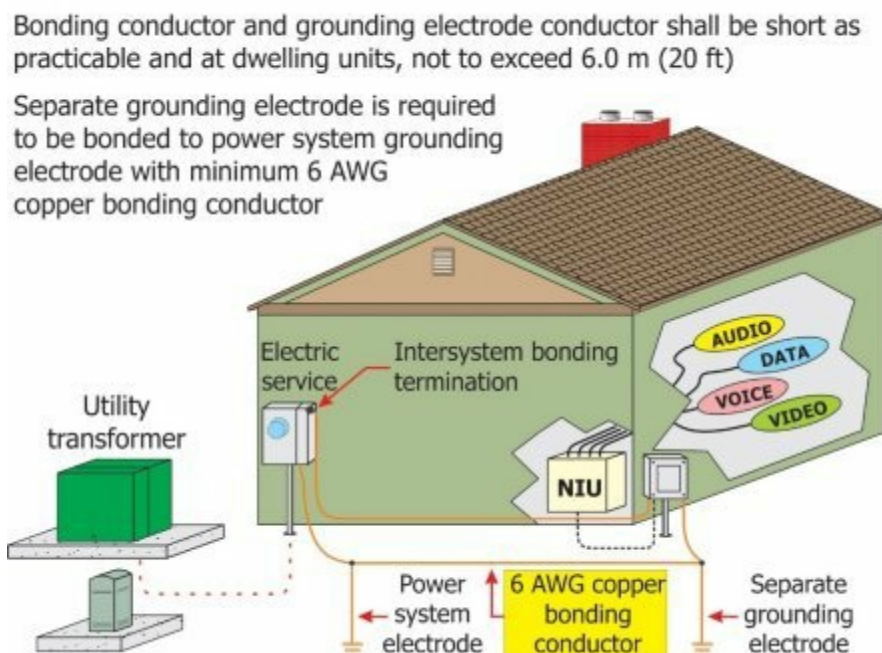 Bonding conductor and grounding electrode conductor shall be short as
practicable and at dwelling units, not to exceed 6.0 m (20 ft)
Separate grounding electrode is required
to be bonded to power system grounding
electrode with minimum 6 AWG
copper bonding conductor
Electric
service
Intersystem bonding
termination
AUDIO
DATA
VOICE
VIDEO
Utility
transformer
NIU
Power
system
electrode
6 AWG copper
bonding
conductor
Separate
grounding
electrode